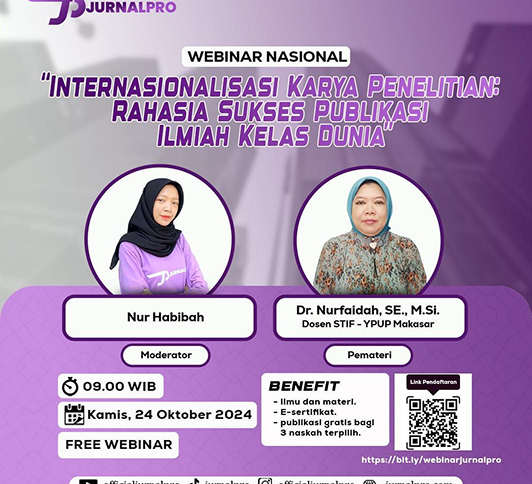 JURNALPRO
WEBINAR NASIONAL
"INTERNASIONALISASI KARYA PENELITIAN:
RAHASIA SUKSES PUBLIKASI
ILMIAH KELAS DUNIA"
JURNAL
Nur Habibah
Moderator
Dr. Nurfaidah, SE., M.Si.
Dosen STIF - YPUP Makasar
Pemateri
09.00 WIB
Kamis, 24 Oktober 2024
FREE WEBINAR
BENEFIT
- Ilmu dan materi.
- E-sertifikat.
- publikasi gratis bagi
3 naskah terpilih.
Link Pendaftaran
https://bit.ly/webinarjurnalpro